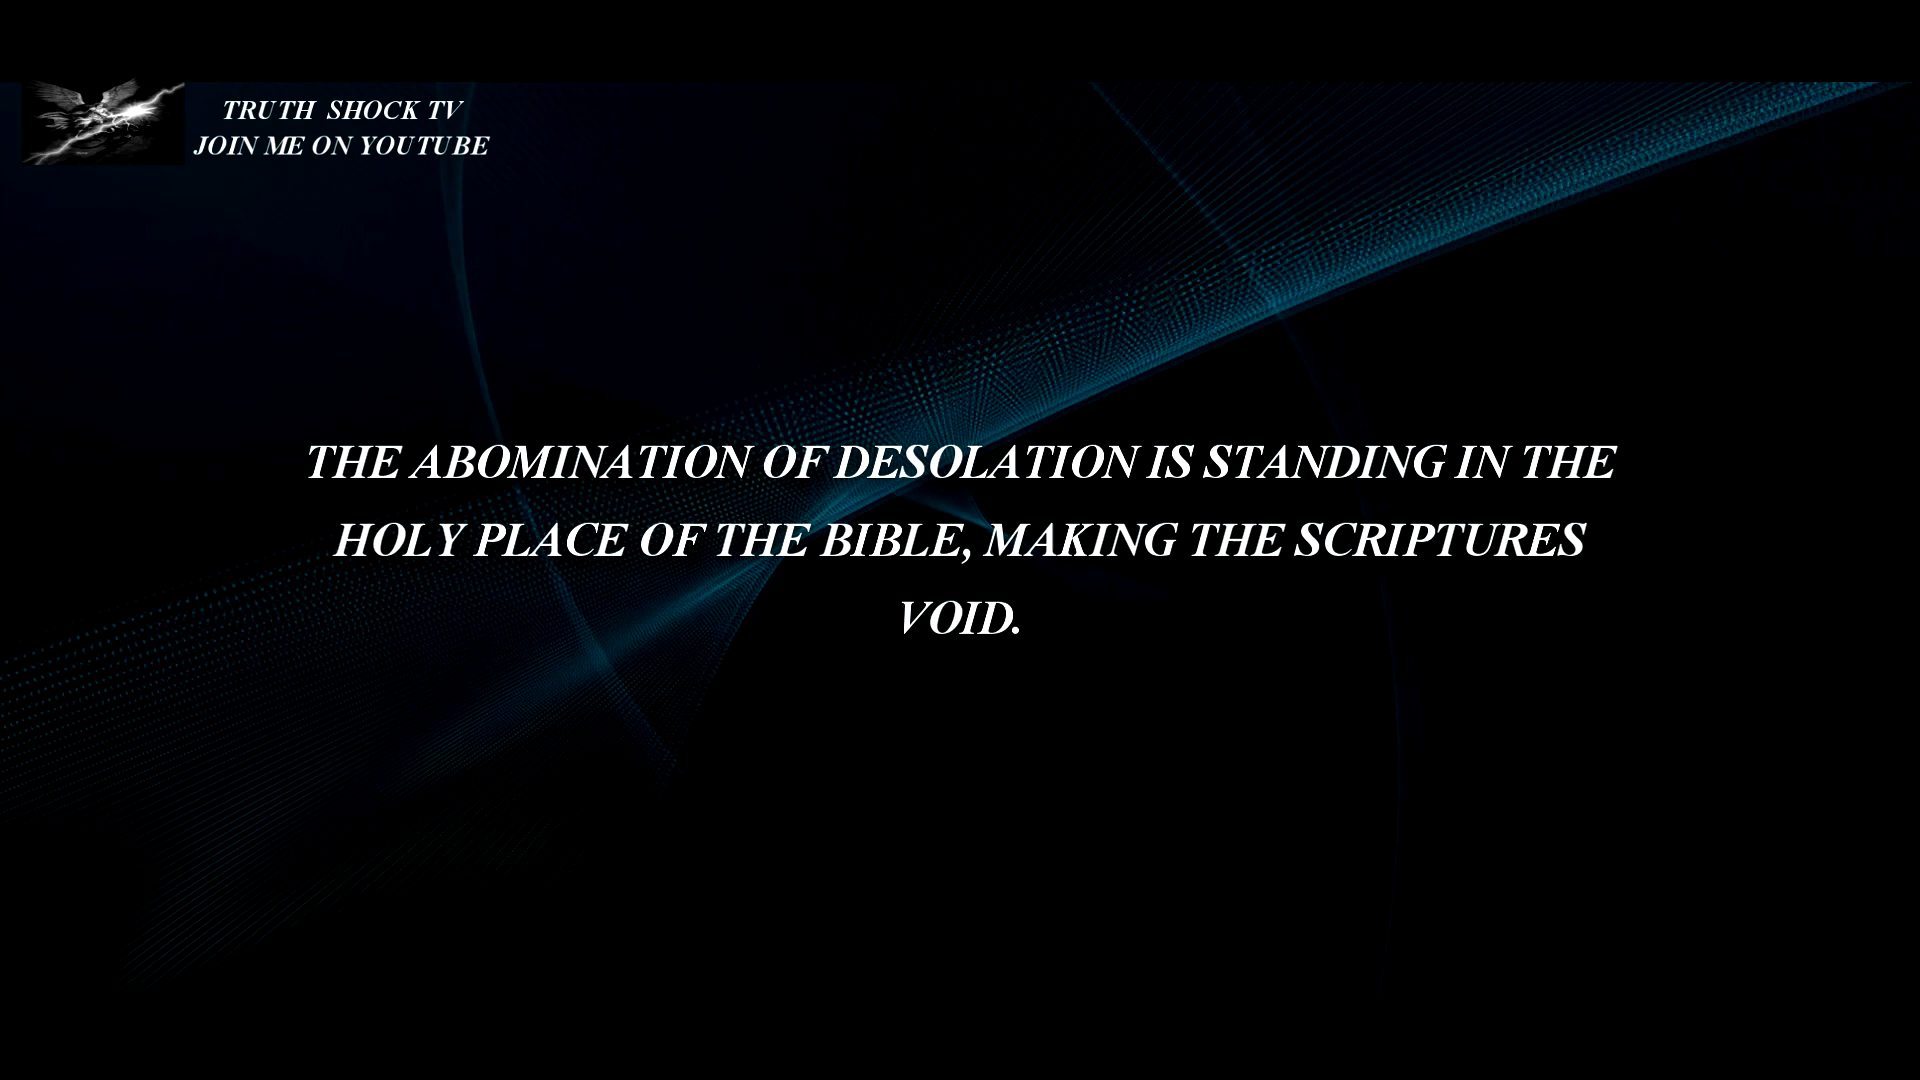 TRUTH SHOCK TV
JOIN ME ON YOUTUBE
THE ABOMINATION OF DESOLATION IS STANDING IN THE
HOLY PLACE OF THE BIBLE, MAKING THE SCRIPTURES
VOID.